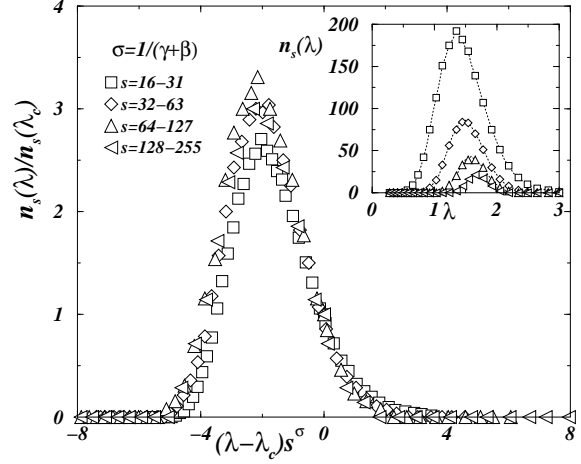 4
3
2
1
0
n_s(λ)/n_s(λ_c)
σ=1/(γ+β)
s=16−31
s=32−63
s=64−127
s=128−255
n_s(λ)
200
150
100
50
0
0 1 2 3
λ
−8 −4 0 4 8
(λ−λ_c)s^σ